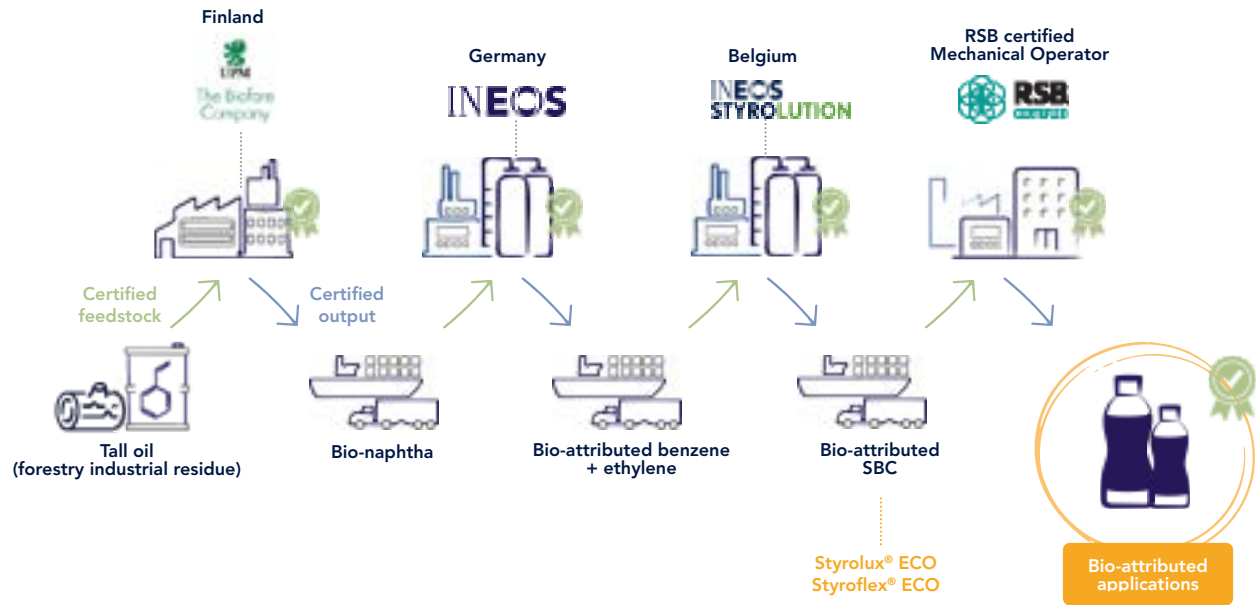 Finland
UPM
The Biofore
Company
Germany
INEOS
Belgium
INEOS
STYROLUTION
RSB certified
Mechanical Operator
RSB
Certified
feedstock
Certified
output
Tall oil
(forestry industrial residue)
Bio-naphtha
Bio-attributed benzene
+ ethylene
Bio-attributed
SBC
Styrolux® ECO
Styroflex® ECO
Bio-attributed
applications